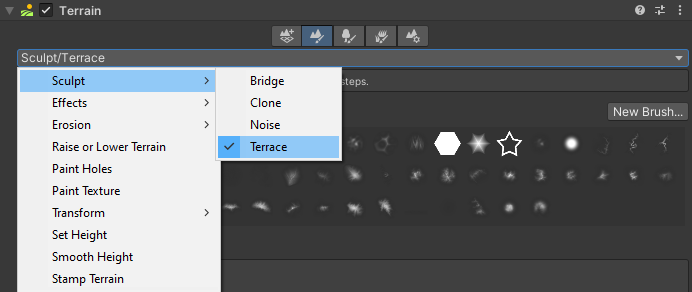 Terrain
Sculpt/Terrace
Sculpt
Effects
Erosion
Raise or Lower Terrain
Paint Holes
Paint Texture
Transform
Set Height
Smooth Height
Stamp Terrain
Bridge
Clone
Noise
Terrace
steps.
New Brush...